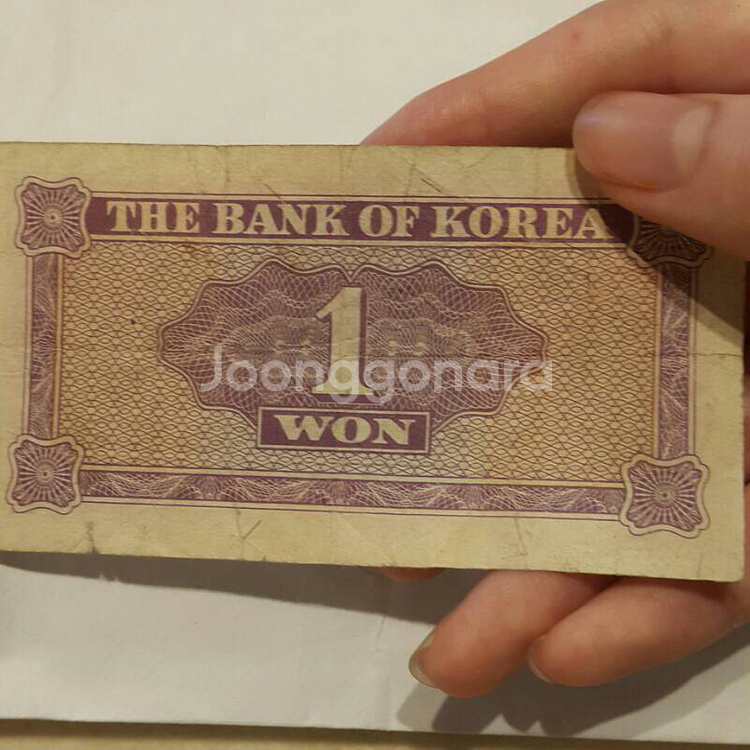 THE BANK OF KOREA
1
Joonggonara
WON